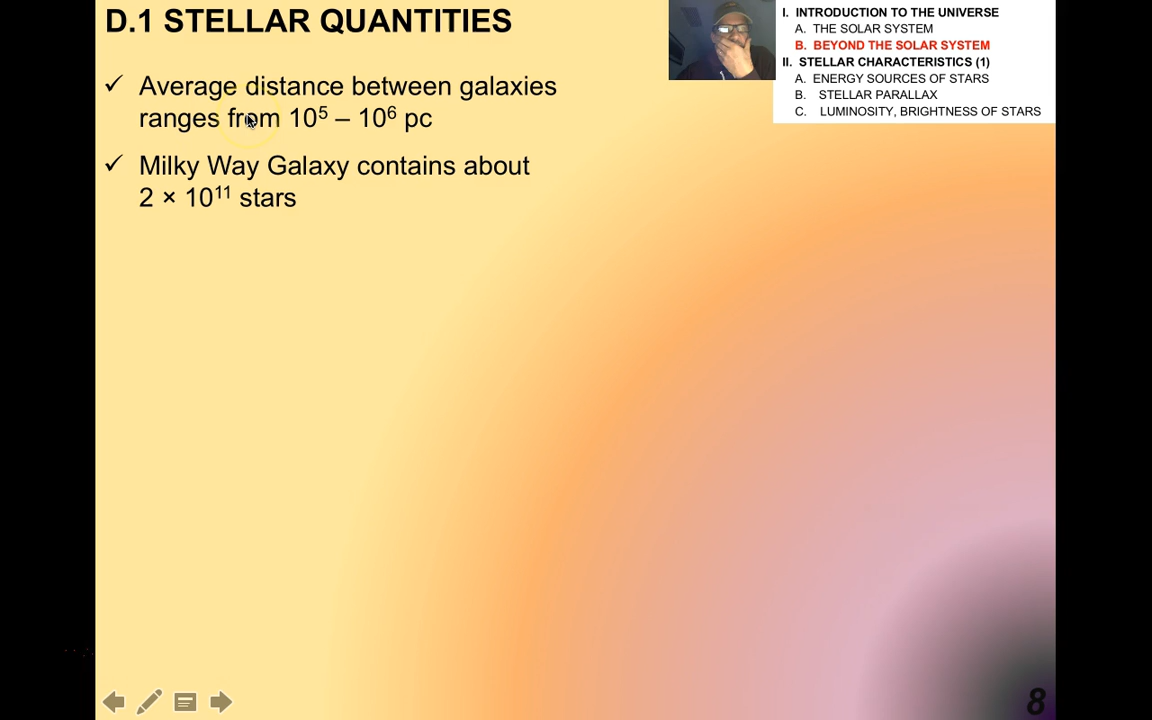 D.1 STELLAR QUANTITIES
✓ Average distance between galaxies
ranges from 10⁵ – 10⁶ pc
✓ Milky Way Galaxy contains about
2 × 10¹¹ stars
I. INTRODUCTION TO THE UNIVERSE
A. THE SOLAR SYSTEM
B. BEYOND THE SOLAR SYSTEM
II. STELLAR CHARACTERISTICS (1)
A. ENERGY SOURCES OF STARS
B. STELLAR PARALLAX
C. LUMINOSITY, BRIGHTNESS OF STARS
8